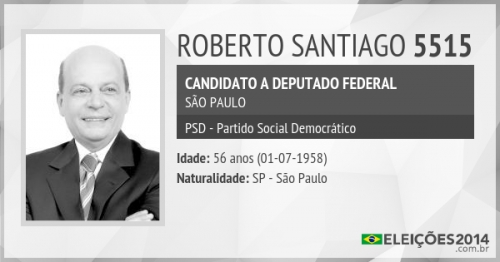 ROBERTO SANTIAGO 5515
CANDIDATO A DEPUTADO FEDERAL
SÃO PAULO
PSD - Partido Social Democrático
Idade: 56 anos (01-07-1958)
Naturalidade: SP - São Paulo
ELEIÇÕES2014
.com.br